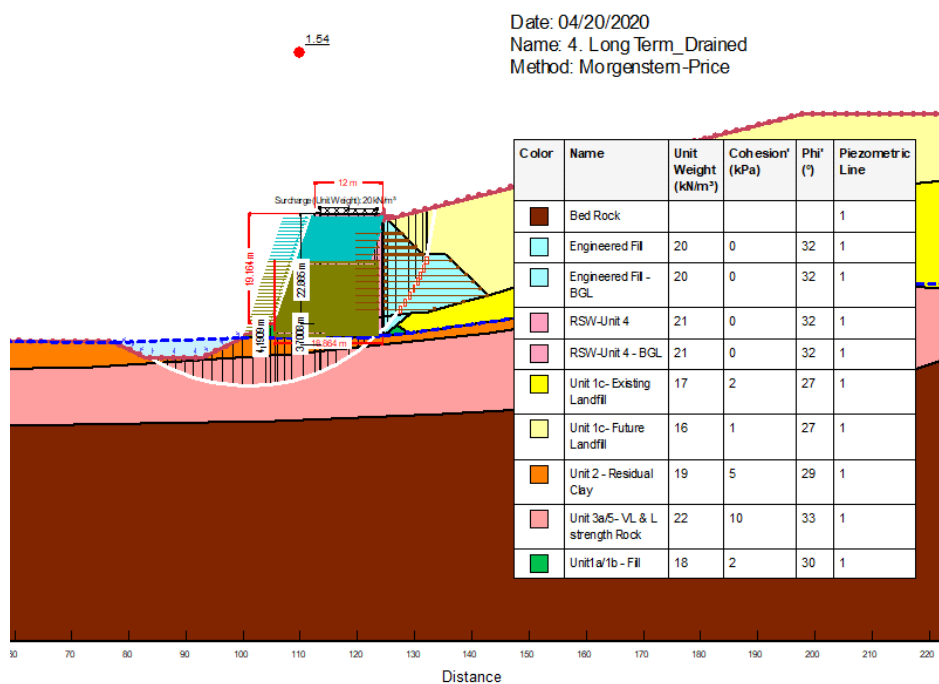 Date: 04/20/2020
Name: 4. Long Term_Drained
Method: Morgenstern-Price
1.54
Color Name Unit Weight (kN/m³) Cohesion' (kPa) Phi' (°) Piezometric Line
Bed Rock 1
Engineered Fill 20 0 32 1
Engineered Fill - BGL 20 0 32 1
RSW-Unit 4 21 0 32 1
RSW-Unit 4 - BGL 21 0 32 1
Unit 1c- Existing Landfill 17 2 27 1
Unit 1c- Future Landfill 16 1 27 1
Unit 2 - Residual Clay 19 5 29 1
Unit 3a/5- VL & L strength Rock 22 10 33 1
Unit1a/1b - Fill 18 2 30 1
12 m
Surcharge (Unit Weight): 20 kN/m³
19.164 m
22.865 m
4.1909 m
3.7008 m
18.864 m
70 80 90 100 110 120 130 140 150 160 170 180 190 200 210 220
Distance